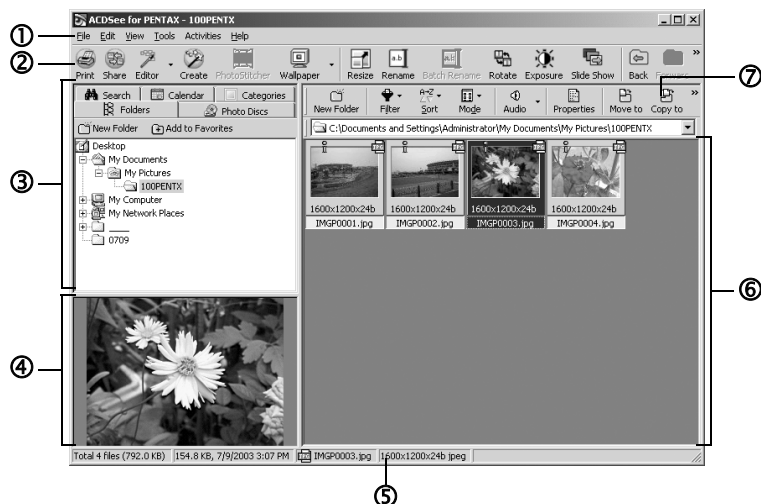 ACDSee for PENTAX - 100PENTX
① File Edit View Tools Activities Help
② Print Share Editor Create PhotoStitcher Wallpaper Resize Rename Batch Rename Rotate Exposure Slide Show Back Forward »
⑦
Search Calendar Categories
Folders Photo Discs
New Folder Filter Sort Mode Audio Properties Move to Copy to »
New Folder Add to Favorites
C:\Documents and Settings\Administrator\My Documents\My Pictures\100PENTX
③
Desktop
My Documents
My Pictures
100PENTX
My Computer
My Network Places
____
0709
1600x1200x24b 1600x1200x24b 1600x1200x24b 1600x1200x24b
IMGP0001.jpg IMGP0002.jpg IMGP0003.jpg IMGP0004.jpg
⑥
④
Total 4 files (792.0 KB) 154.8 KB, 7/9/2003 3:07 PM IMGP0003.jpg 1600x1200x24b jpeg
⑤